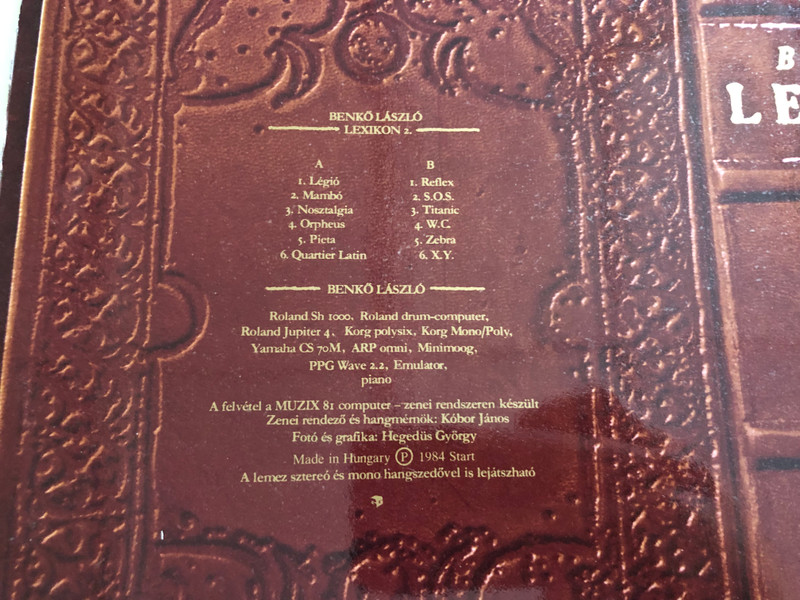 BENKŐ LÁSZLÓ
LEXIKON 2.
A
1. Légió
2. Mambó
3. Nosztalgia
4. Orpheus
5. Pieta
6. Quartier Latin
B
1. Reflex
2. S.O.S.
3. Titanic
4. W.C.
5. Zebra
6. X.Y.
BENKŐ LÁSZLÓ
Roland Sh 1000, Roland drum-computer,
Roland Jupiter 4, Korg polysix, Korg Mono/Poly,
Yamaha CS 70M, ARP omni, Minimoog,
PPG Wave 2.2, Emulator,
piano
A felvétel a MUZIX 81 computer – zenei rendszeren készült
Zenei rendező és hangmérnök: Kóbor János
Fotó és grafika: Hegedüs György
Made in Hungary Ⓟ 1984 Start
A lemez sztereó és mono hangszedővel is lejátszható